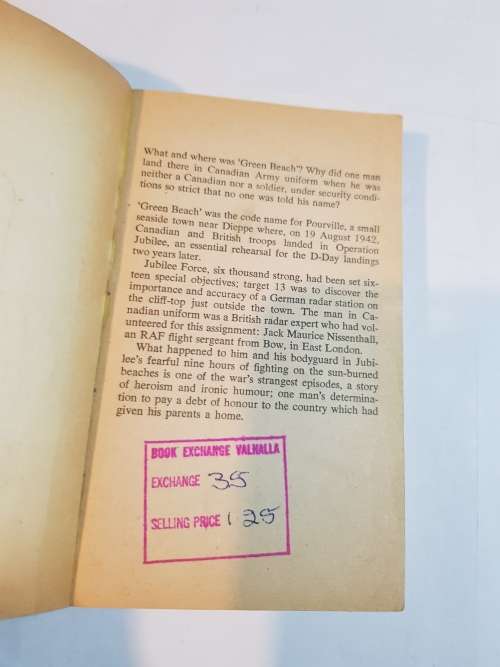 What and where was 'Green Beach'? Why did one man
land there in Canadian Army uniform when he was
neither a Canadian nor a soldier, under security condi-
tions so strict that no one was told his name?
'Green Beach' was the code name for Pourville, a small
seaside town near Dieppe where, on 19 August 1942,
Canadian and British troops landed in Operation
Jubilee, an essential rehearsal for the D-Day landings
two years later.
Jubilee Force, six thousand strong, had been set six-
teen special objectives; target 13 was to discover the
importance and accuracy of a German radar station on
the cliff-top just outside the town. The man in Ca-
nadian uniform was a British radar expert who had vol-
unteered for this assignment: Jack Maurice Nissenthall,
an RAF flight sergeant from Bow, in East London.
What happened to him and his bodyguard in Jubi-
lee's fearful nine hours of fighting on the sun-burned
beaches is one of the war's strangest episodes, a story
of heroism and ironic humour; one man's determina-
tion to pay a debt of honour to the country which had
given his parents a home.
BOOK EXCHANGE VALHALLA
EXCHANGE 35
SELLING PRICE 1 25